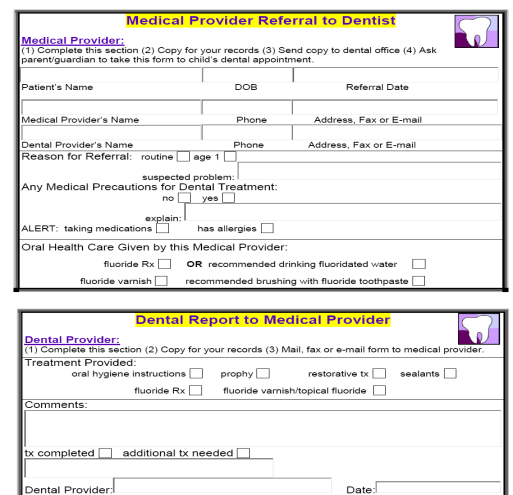 Medical Provider Referral to Dentist
Medical Provider:
(1) Complete this section (2) Copy for your records (3) Send copy to dental office (4) Ask
parent/guardian to take this form to child's dental appointment.
Patient's Name DOB Referral Date
Medical Provider's Name Phone Address, Fax or E-mail
Dental Provider's Name Phone Address, Fax or E-mail
Reason for Referral: routine age 1
suspected problem:
Any Medical Precautions for Dental Treatment:
no yes
explain:
ALERT: taking medications has allergies
Oral Health Care Given by this Medical Provider:
fluoride Rx OR recommended drinking fluoridated water
fluoride varnish recommended brushing with fluoride toothpaste
Dental Report to Medical Provider
Dental Provider:
(1) Complete this section (2) Copy for your records (3) Mail, fax or e-mail form to medical provider.
Treatment Provided:
oral hygiene instructions prophy restorative tx sealants
fluoride Rx fluoride varnish/topical fluoride
Comments:
tx completed additional tx needed
Dental Provider: Date: